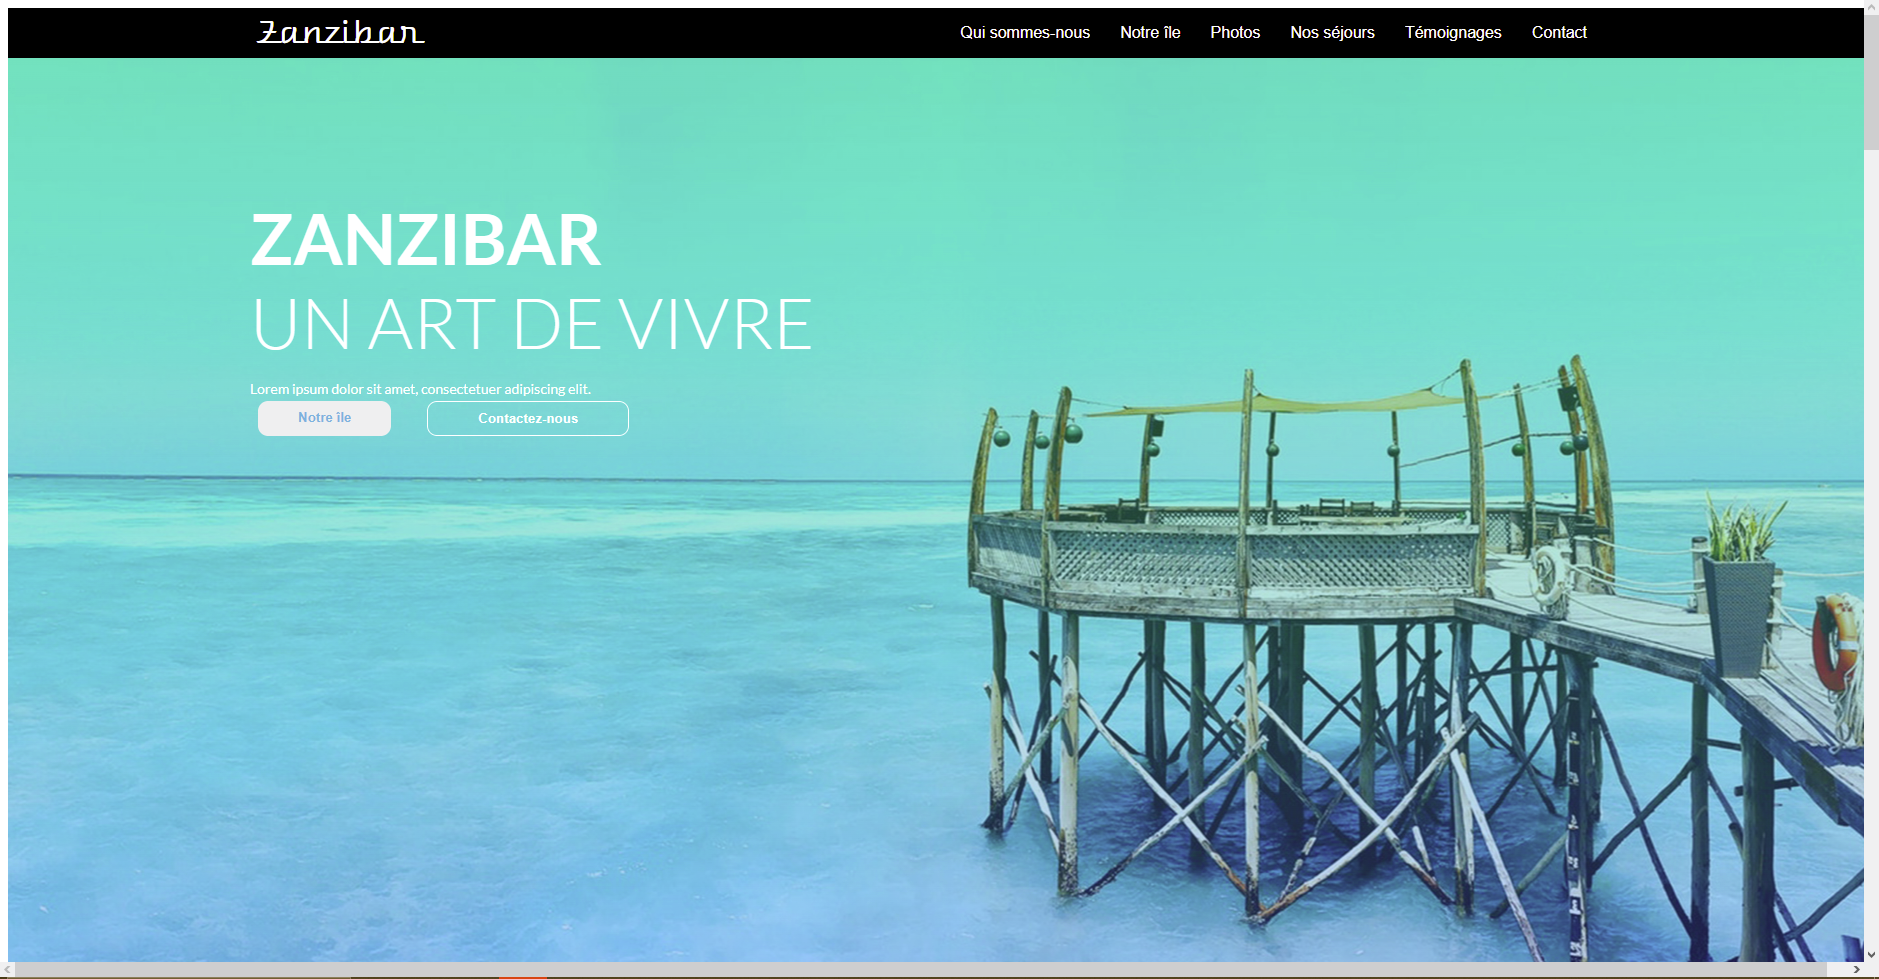 Zanzibar
Qui sommes-nous Notre île Photos Nos séjours Témoignages Contact
ZANZIBAR
UN ART DE VIVRE
Lorem ipsum dolor sit amet, consectetuer adipiscing elit.
Notre île Contactez-nous